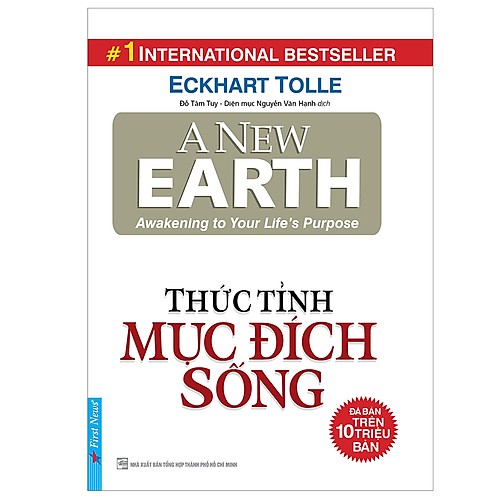 #1 INTERNATIONAL BESTSELLER
ECKHART TOLLE
Đỗ Tâm Tuy - Diện mục Nguyễn Văn Hạnh dịch
A NEW
EARTH
Awakening to Your Life's Purpose
THỨC TỈNH
MỤC ĐÍCH
SỐNG
ĐÃ BÁN
TRÊN
10 TRIỆU
BẢN
First News
NHÀ XUẤT BẢN TỔNG HỢP THÀNH PHỐ HỒ CHÍ MINH